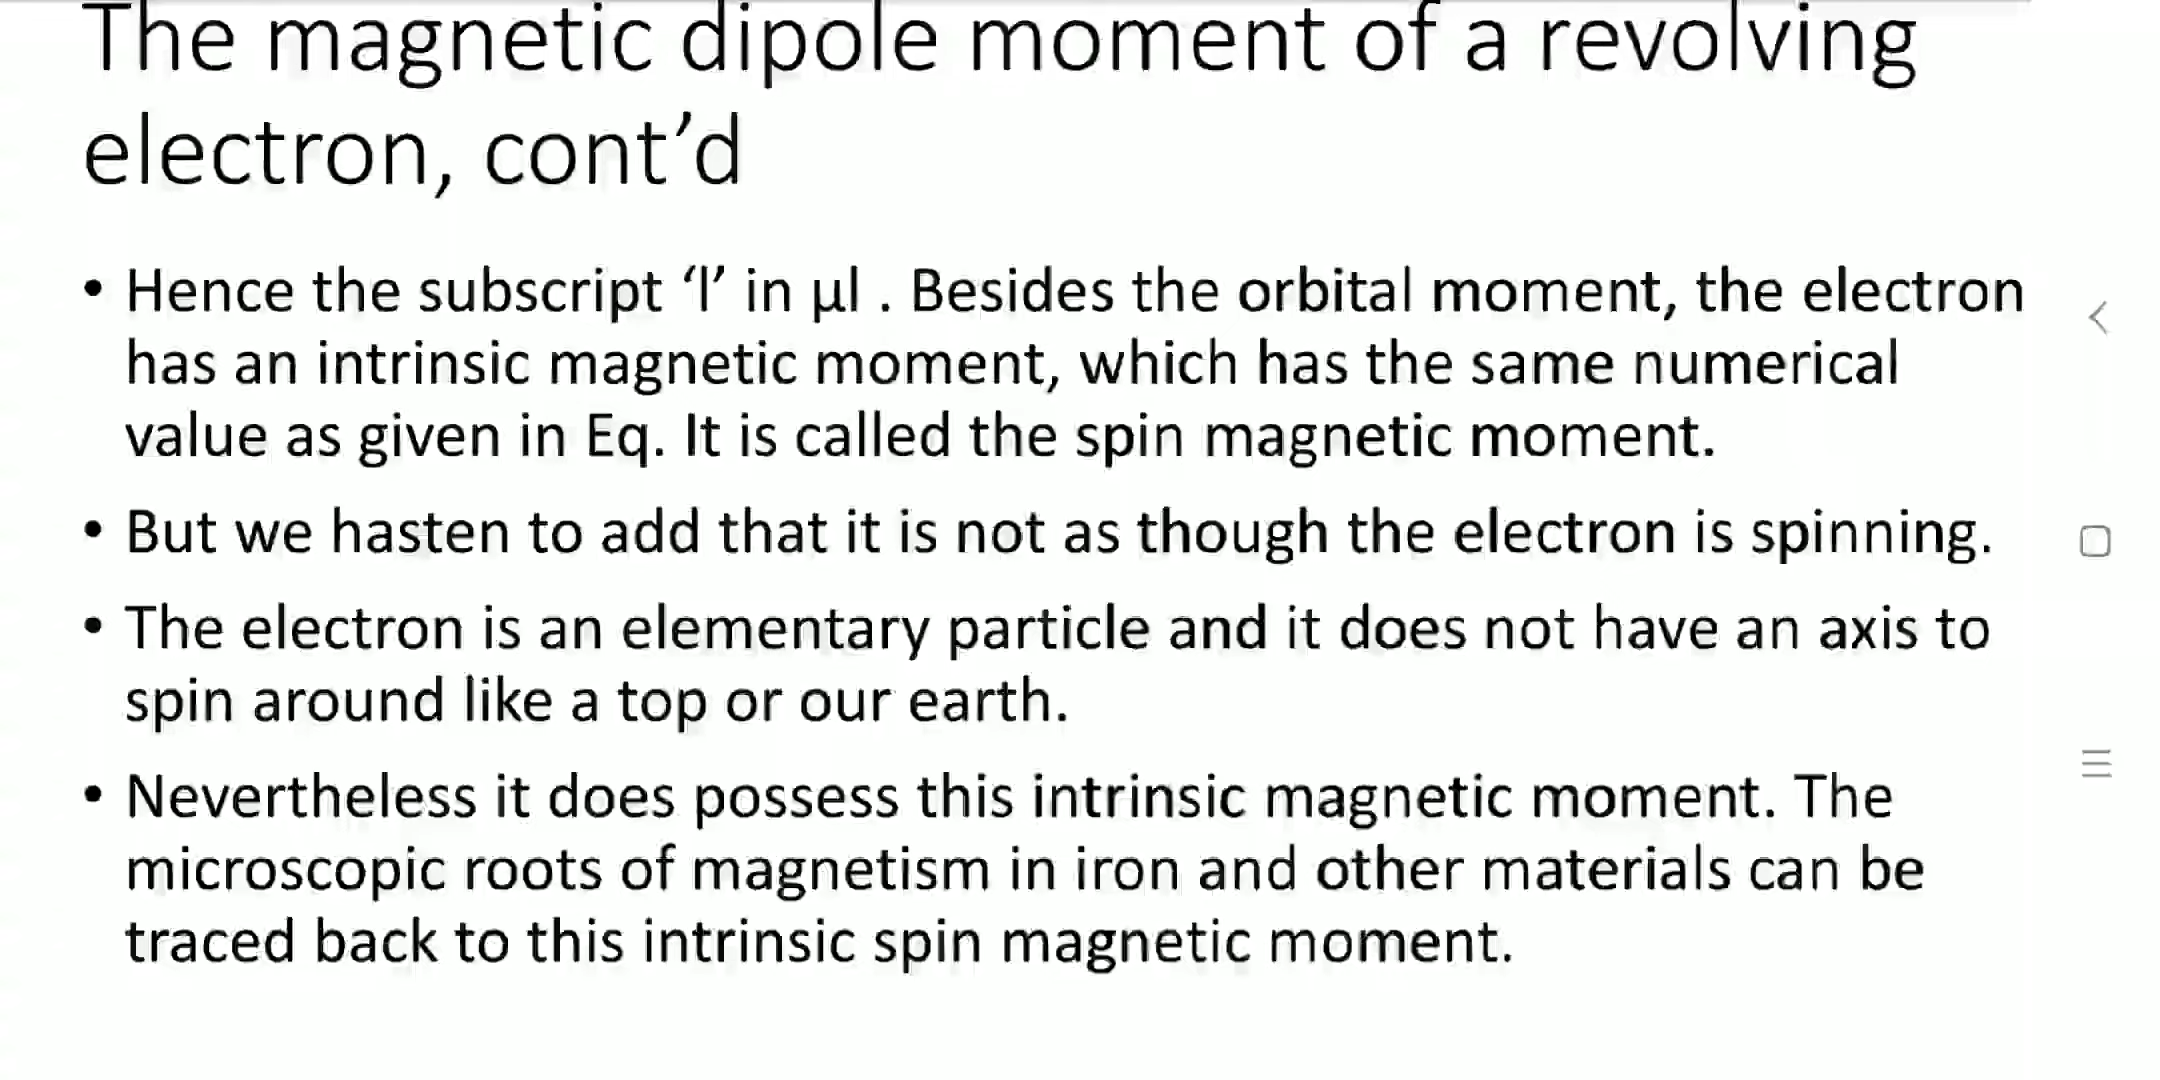 The magnetic dipole moment of a revolving
electron, cont’d
• Hence the subscript ‘l’ in μl . Besides the orbital moment, the electron
has an intrinsic magnetic moment, which has the same numerical
value as given in Eq. It is called the spin magnetic moment.
• But we hasten to add that it is not as though the electron is spinning.
• The electron is an elementary particle and it does not have an axis to
spin around like a top or our earth.
• Nevertheless it does possess this intrinsic magnetic moment. The
microscopic roots of magnetism in iron and other materials can be
traced back to this intrinsic spin magnetic moment.